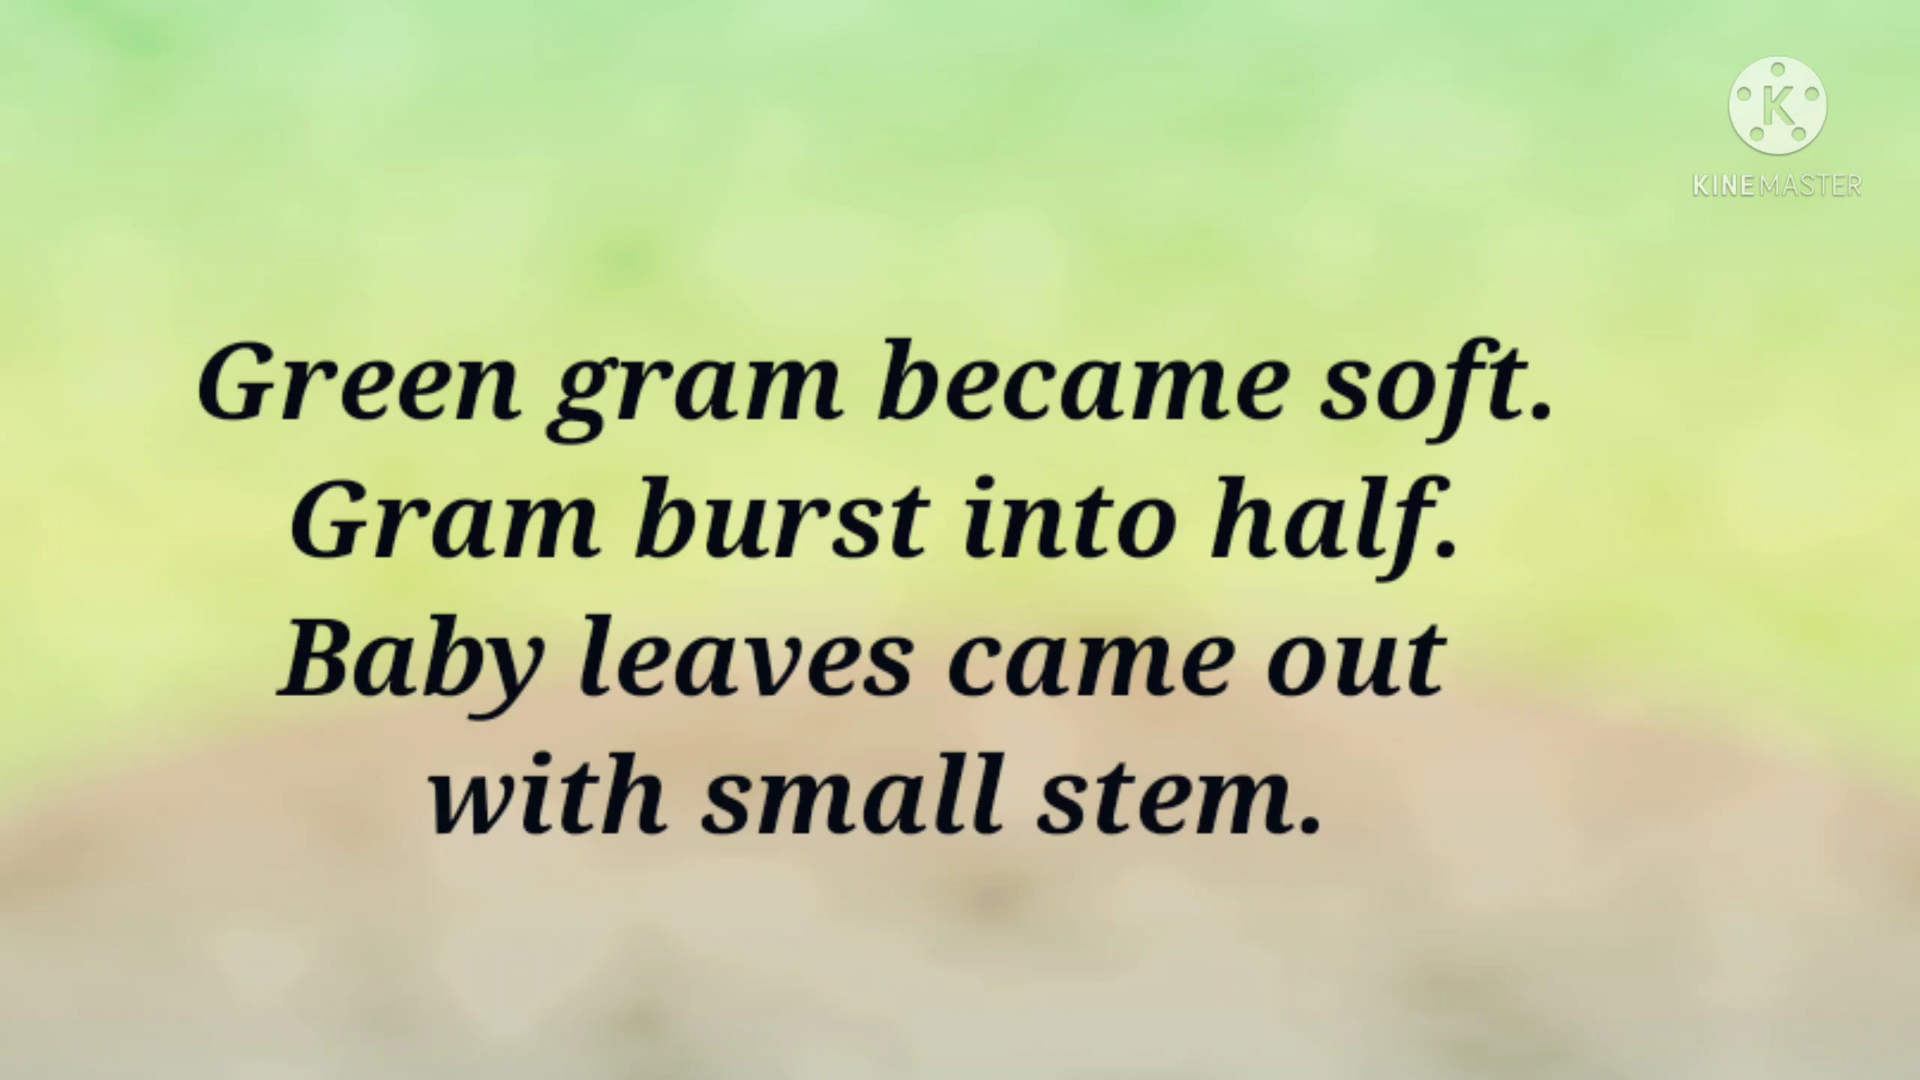 K
KINEMASTER
Green gram became soft.
Gram burst into half.
Baby leaves came out
with small stem.